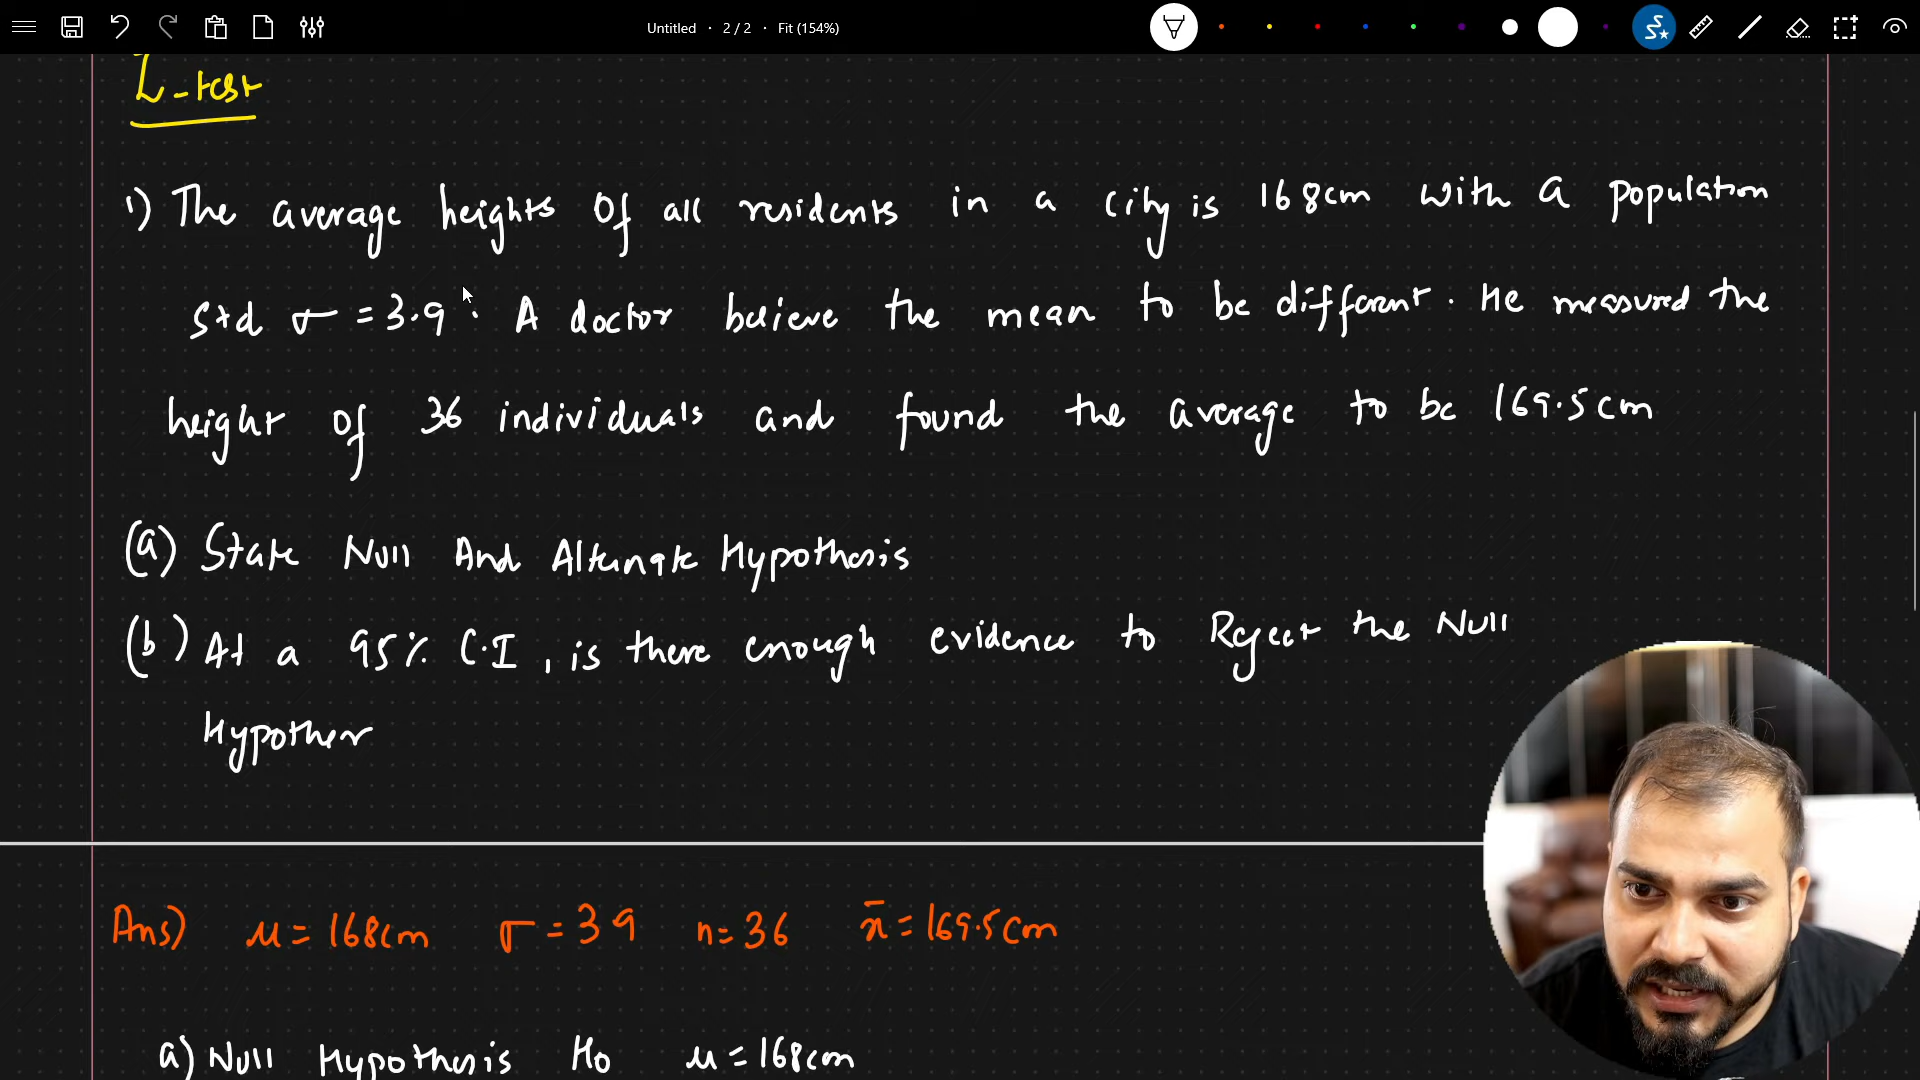 Untitled · 2 / 2 · Fit (154%)
Z-test
1) The average heights of all residents in a city is 168cm with a population
std σ = 3.9. A doctor believe the mean to be different. He measured the
height of 36 individuals and found the average to be 169.5cm
(a) State Null And Alternate Hypothesis
(b) At a 95% C.I, is there enough evidence to Reject the Null
Hypothesis
Ans) μ = 168cm σ = 3.9 n = 36 x̄ = 169.5cm
a) Null Hypothesis H₀ μ = 168cm